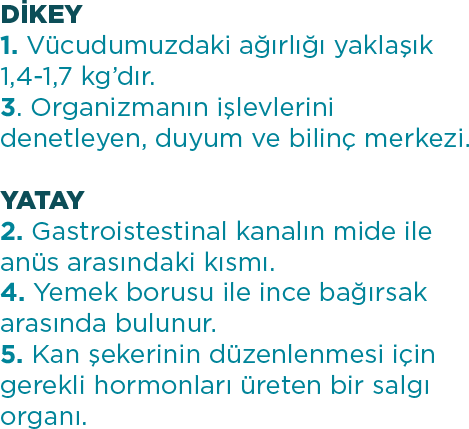 DİKEY
1. Vücudumuzdaki ağırlığı yaklaşık
1,4-1,7 kg’dır.
3. Organizmanın işlevlerini
denetleyen, duyum ve bilinç merkezi.
YATAY
2. Gastroistestinal kanalın mide ile
anüs arasındaki kısmı.
4. Yemek borusu ile ince bağırsak
arasında bulunur.
5. Kan şekerinin düzenlenmesi için
gerekli hormonları üreten bir salgı
organı.